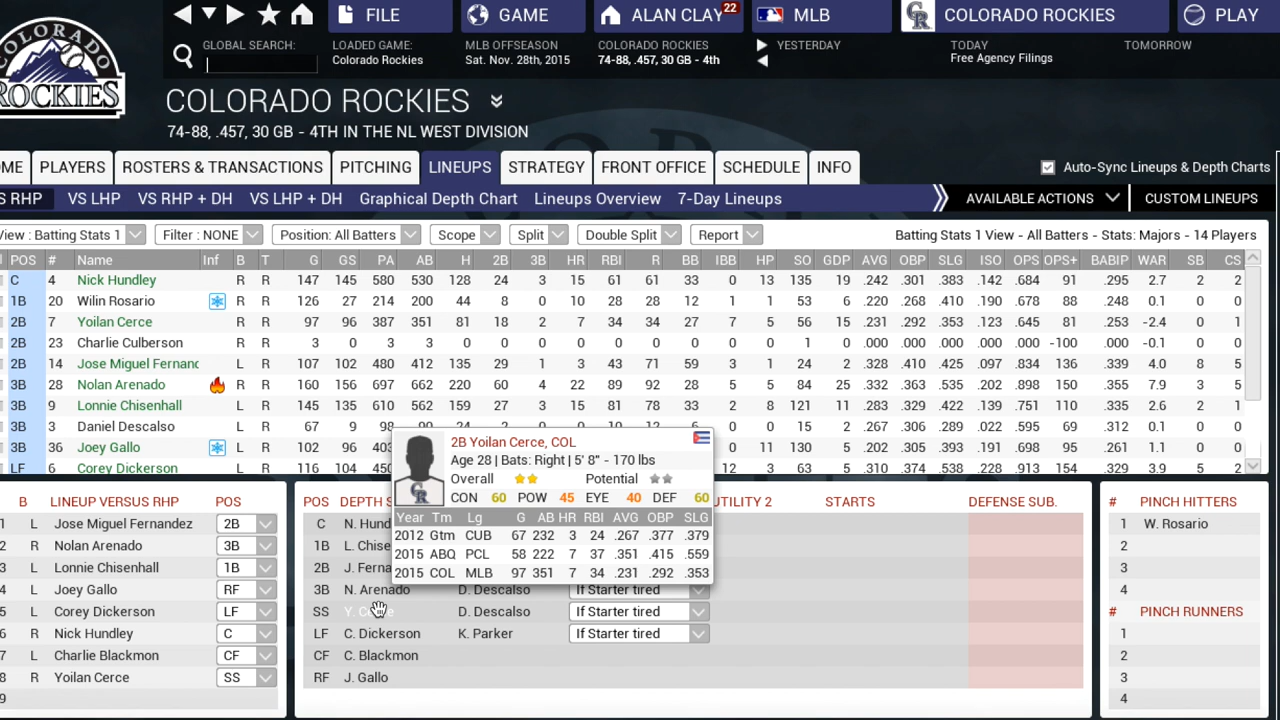 COLORADO
ROCKIES
FILE
GAME
ALAN CLAY 22
MLB
CR COLORADO ROCKIES
PLAY
GLOBAL SEARCH:
LOADED GAME:
Colorado Rockies
MLB OFFSEASON
Sat. Nov. 28th, 2015
COLORADO ROCKIES
74-88, .457, 30 GB - 4th
YESTERDAY
TODAY
Free Agency Filings
TOMORROW
COLORADO ROCKIES
74-88, .457, 30 GB - 4TH IN THE NL WEST DIVISION
OME PLAYERS ROSTERS & TRANSACTIONS PITCHING LINEUPS STRATEGY FRONT OFFICE SCHEDULE INFO Auto-Sync Lineups & Depth Charts
S RHP VS LHP VS RHP + DH VS LHP + DH Graphical Depth Chart Lineups Overview 7-Day Lineups AVAILABLE ACTIONS CUSTOM LINEUPS
iew : Batting Stats 1 Filter : NONE Position: All Batters Scope Split Double Split Report Batting Stats 1 View - All Batters - Stats: Majors - 14 Players
POS # Name Inf B T G GS PA AB H 2B 3B HR RBI R BB IBB HP SO GDP AVG OBP SLG ISO OPS OPS+ BABIP WAR SB CS
C 4 Nick Hundley R R 147 145 580 530 128 24 3 15 61 61 33 0 13 135 19 .242 .301 .383 .142 .684 91 .295 2.7 2 2
1B 20 Wilin Rosario R R 126 27 214 200 44 8 0 10 28 28 12 1 1 53 6 .220 .268 .410 .190 .678 88 .248 0.1 0 0
2B 7 Yoilan Cerce R R 97 96 387 351 81 18 2 7 34 34 27 7 5 56 15 .231 .292 .353 .123 .645 81 .253 -2.4 0 1
2B 23 Charlie Culberson R R 3 0 3 3 0 0 0 0 0 0 0 0 0 1 0 .000 .000 .000 .000 .000 -100 .000 -0.1 0 0
2B 14 Jose Miguel Fernanc L R 107 102 480 412 135 29 1 3 43 71 59 3 1 24 2 .328 .410 .425 .097 .834 136 .339 4.0 8 5
3B 28 Nolan Arenado R R 160 156 697 662 220 60 4 22 89 92 28 5 5 84 25 .332 .363 .535 .202 .898 150 .355 7.9 3 5
3B 9 Lonnie Chisenhall L R 145 135 610 562 159 27 3 15 81 78 33 2 8 121 11 .283 .329 .422 .139 .751 110 .335 2.6 2 1
3B 3 Daniel Descalso L R 67 9 0 0 15 2 .267 .306 .289 .022 .595 65 .313 0.1 0 0
3B 36 Joey Gallo L R 102 96 403 0 11 130 5 .202 .305 .393 .191 .698 95 .261 1.1 0 0
LF 6 Corey Dickerson L R 116 104 450 12 3 63 5 .310 .374 .538 .228 .913 154 .329 3.9 5 2
2B Yoilan Cerce, COL
Age 28 | Bats: Right | 5' 8" - 170 lbs
Overall Potential
CON 60 POW 45 EYE 40 DEF 60
Year Tm Lg G AB HR RBI AVG OBP SLG
2012 Gtm CUB 67 232 3 24 .267 .377 .379
2015 ABQ PCL 58 222 7 37 .351 .415 .559
2015 COL MLB 97 351 7 34 .231 .292 .353
B LINEUP VERSUS RHP POS
1 L Jose Miguel Fernandez 2B
2 R Nolan Arenado 3B
3 L Lonnie Chisenhall 1B
4 L Joey Gallo RF
5 L Corey Dickerson LF
6 R Nick Hundley C
7 L Charlie Blackmon CF
8 R Yoilan Cerce SS
9
POS DEPTH S UTILITY 2 STARTS DEFENSE SUB.
C N. Hund
1B L. Chise
2B J. Ferna
3B N. Arenado D. Descalso If Starter tired
SS D. Descalso If Starter tired
LF C. Dickerson K. Parker If Starter tired
CF C. Blackmon
RF J. Gallo
# PINCH HITTERS
1 W. Rosario
2
3
4
# PINCH RUNNERS
1
2
3
4